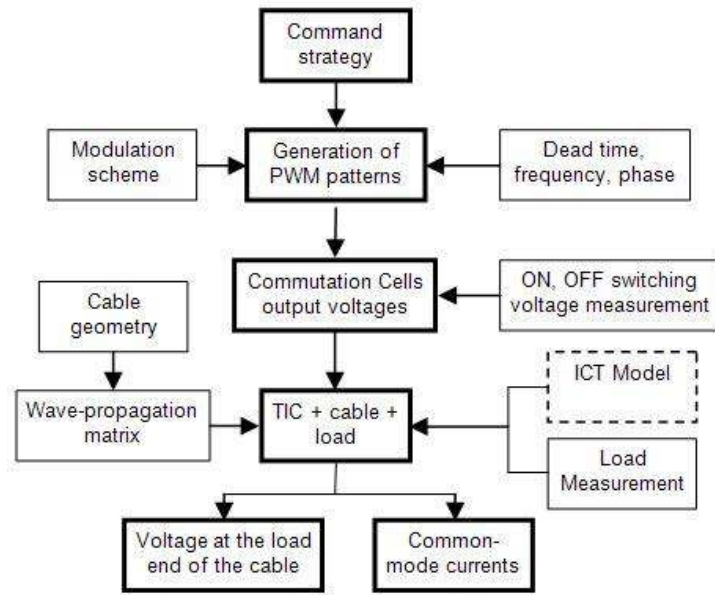 Command
strategy
Modulation
scheme
Generation of
PWM patterns
Dead time,
frequency, phase
Commutation Cells
output voltages
ON, OFF switching
voltage measurement
Cable
geometry
Wave-propagation
matrix
TIC + cable +
load
ICT Model
Load
Measurement
Voltage at the load
end of the cable
Common-
mode currents